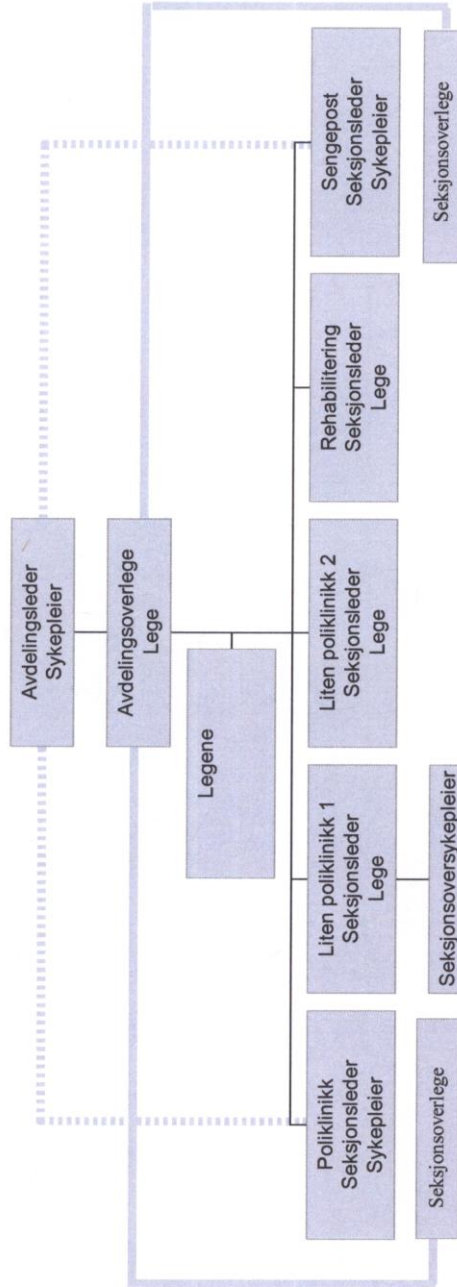 Avdelingsleder
Sykepleier
Avdelingsoverlege
Lege
Legene
Poliklinikk
Seksjonsleder
Sykepleier
Liten poliklinikk 1
Seksjonsleder
Lege
Liten poliklinikk 2
Seksjonsleder
Lege
Rehabilitering
Seksjonsleder
Lege
Sengepost
Seksjonsleder
Sykepleier
Seksjonsoverlege
Seksjonsoversykepleier
Seksjonsoverlege